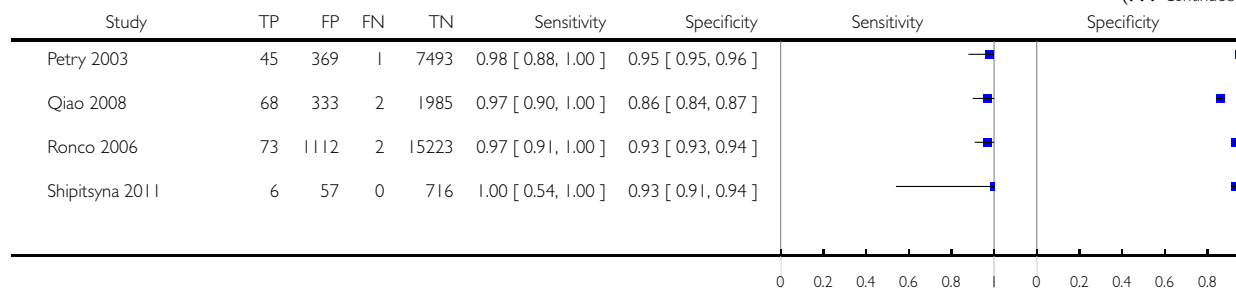 Study TP FP FN TN Sensitivity Specificity Sensitivity Specificity
Petry 2003 45 369 1 7493 0.98 [ 0.88, 1.00 ] 0.95 [ 0.95, 0.96 ]
Qiao 2008 68 333 2 1985 0.97 [ 0.90, 1.00 ] 0.86 [ 0.84, 0.87 ]
Ronco 2006 73 1112 2 15223 0.97 [ 0.91, 1.00 ] 0.93 [ 0.93, 0.94 ]
Shipitsyna 2011 6 57 0 716 1.00 [ 0.54, 1.00 ] 0.93 [ 0.91, 0.94 ]
0 0.2 0.4 0.6 0.8 1 0 0.2 0.4 0.6 0.8